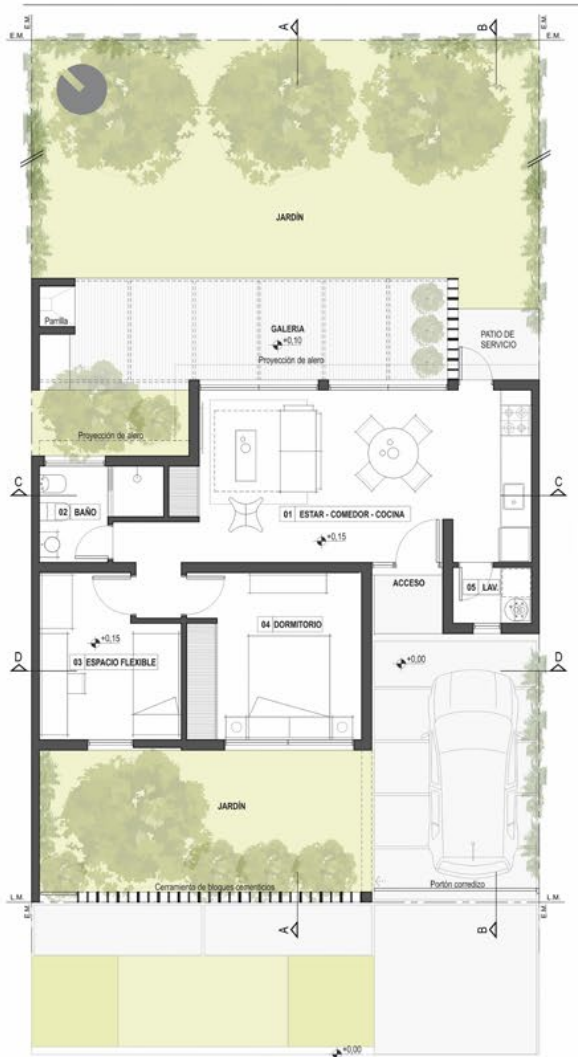 E.M.
E.M.
A
B
E.M.
E.M.
JARDÍN
Parrilla
GALERIA
+0,10
Proyección de alero
PATIO DE
SERVICIO
Proyección de alero
C
C
02 BAÑO
01 ESTAR - COMEDOR - COCINA
+0,15
ACCESO
05 LAV.
04 DORMITORIO
+0,15
+0,00
03 ESPACIO FLEXIBLE
D
D
JARDÍN
Cerramiento de bloques cementicios
Portón corredizo
L.M.
L.M.
E.M.
A
B
E.M.
+0,00